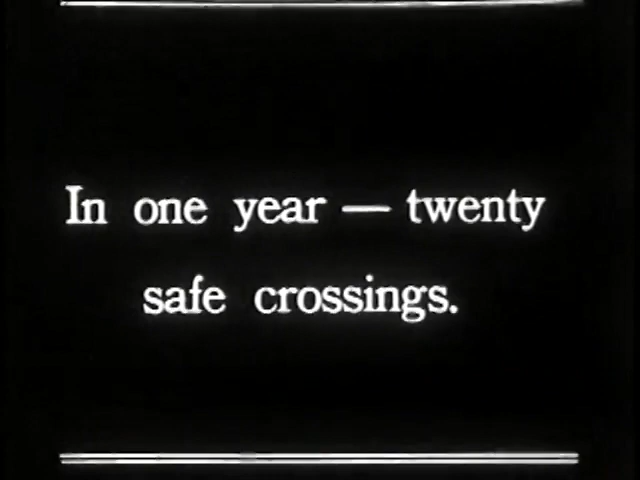 In one year — twenty
safe crossings.